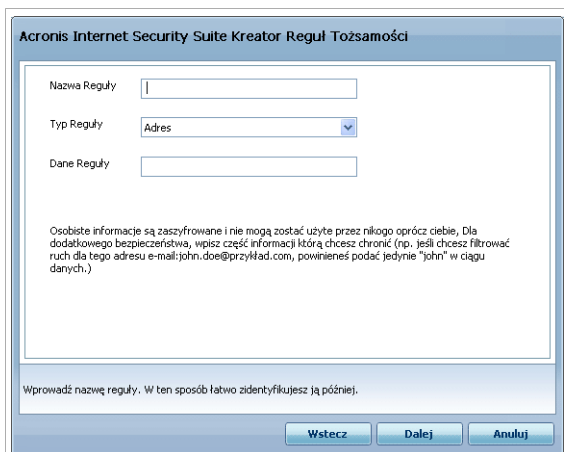 Acronis Internet Security Suite Kreator Reguł Tożsamości
Nazwa Reguły
Typ Reguły
Adres
Dane Reguły
Osobiste informacje są zaszyfrowane i nie mogą zostać użyte przez nikogo oprócz ciebie, Dla
dodatkowego bezpieczeństwa, wpisz część informacji którą chcesz chronić (np. jeśli chcesz filtrować
ruch dla tego adresu e-mail:john.doe@przykład.com, powinieneś podać jedynie "john" w ciągu
danych.)
Wprowadź nazwę reguły. W ten sposób łatwo zidentyfikujesz ją później.
Wstecz
Dalej
Anuluj